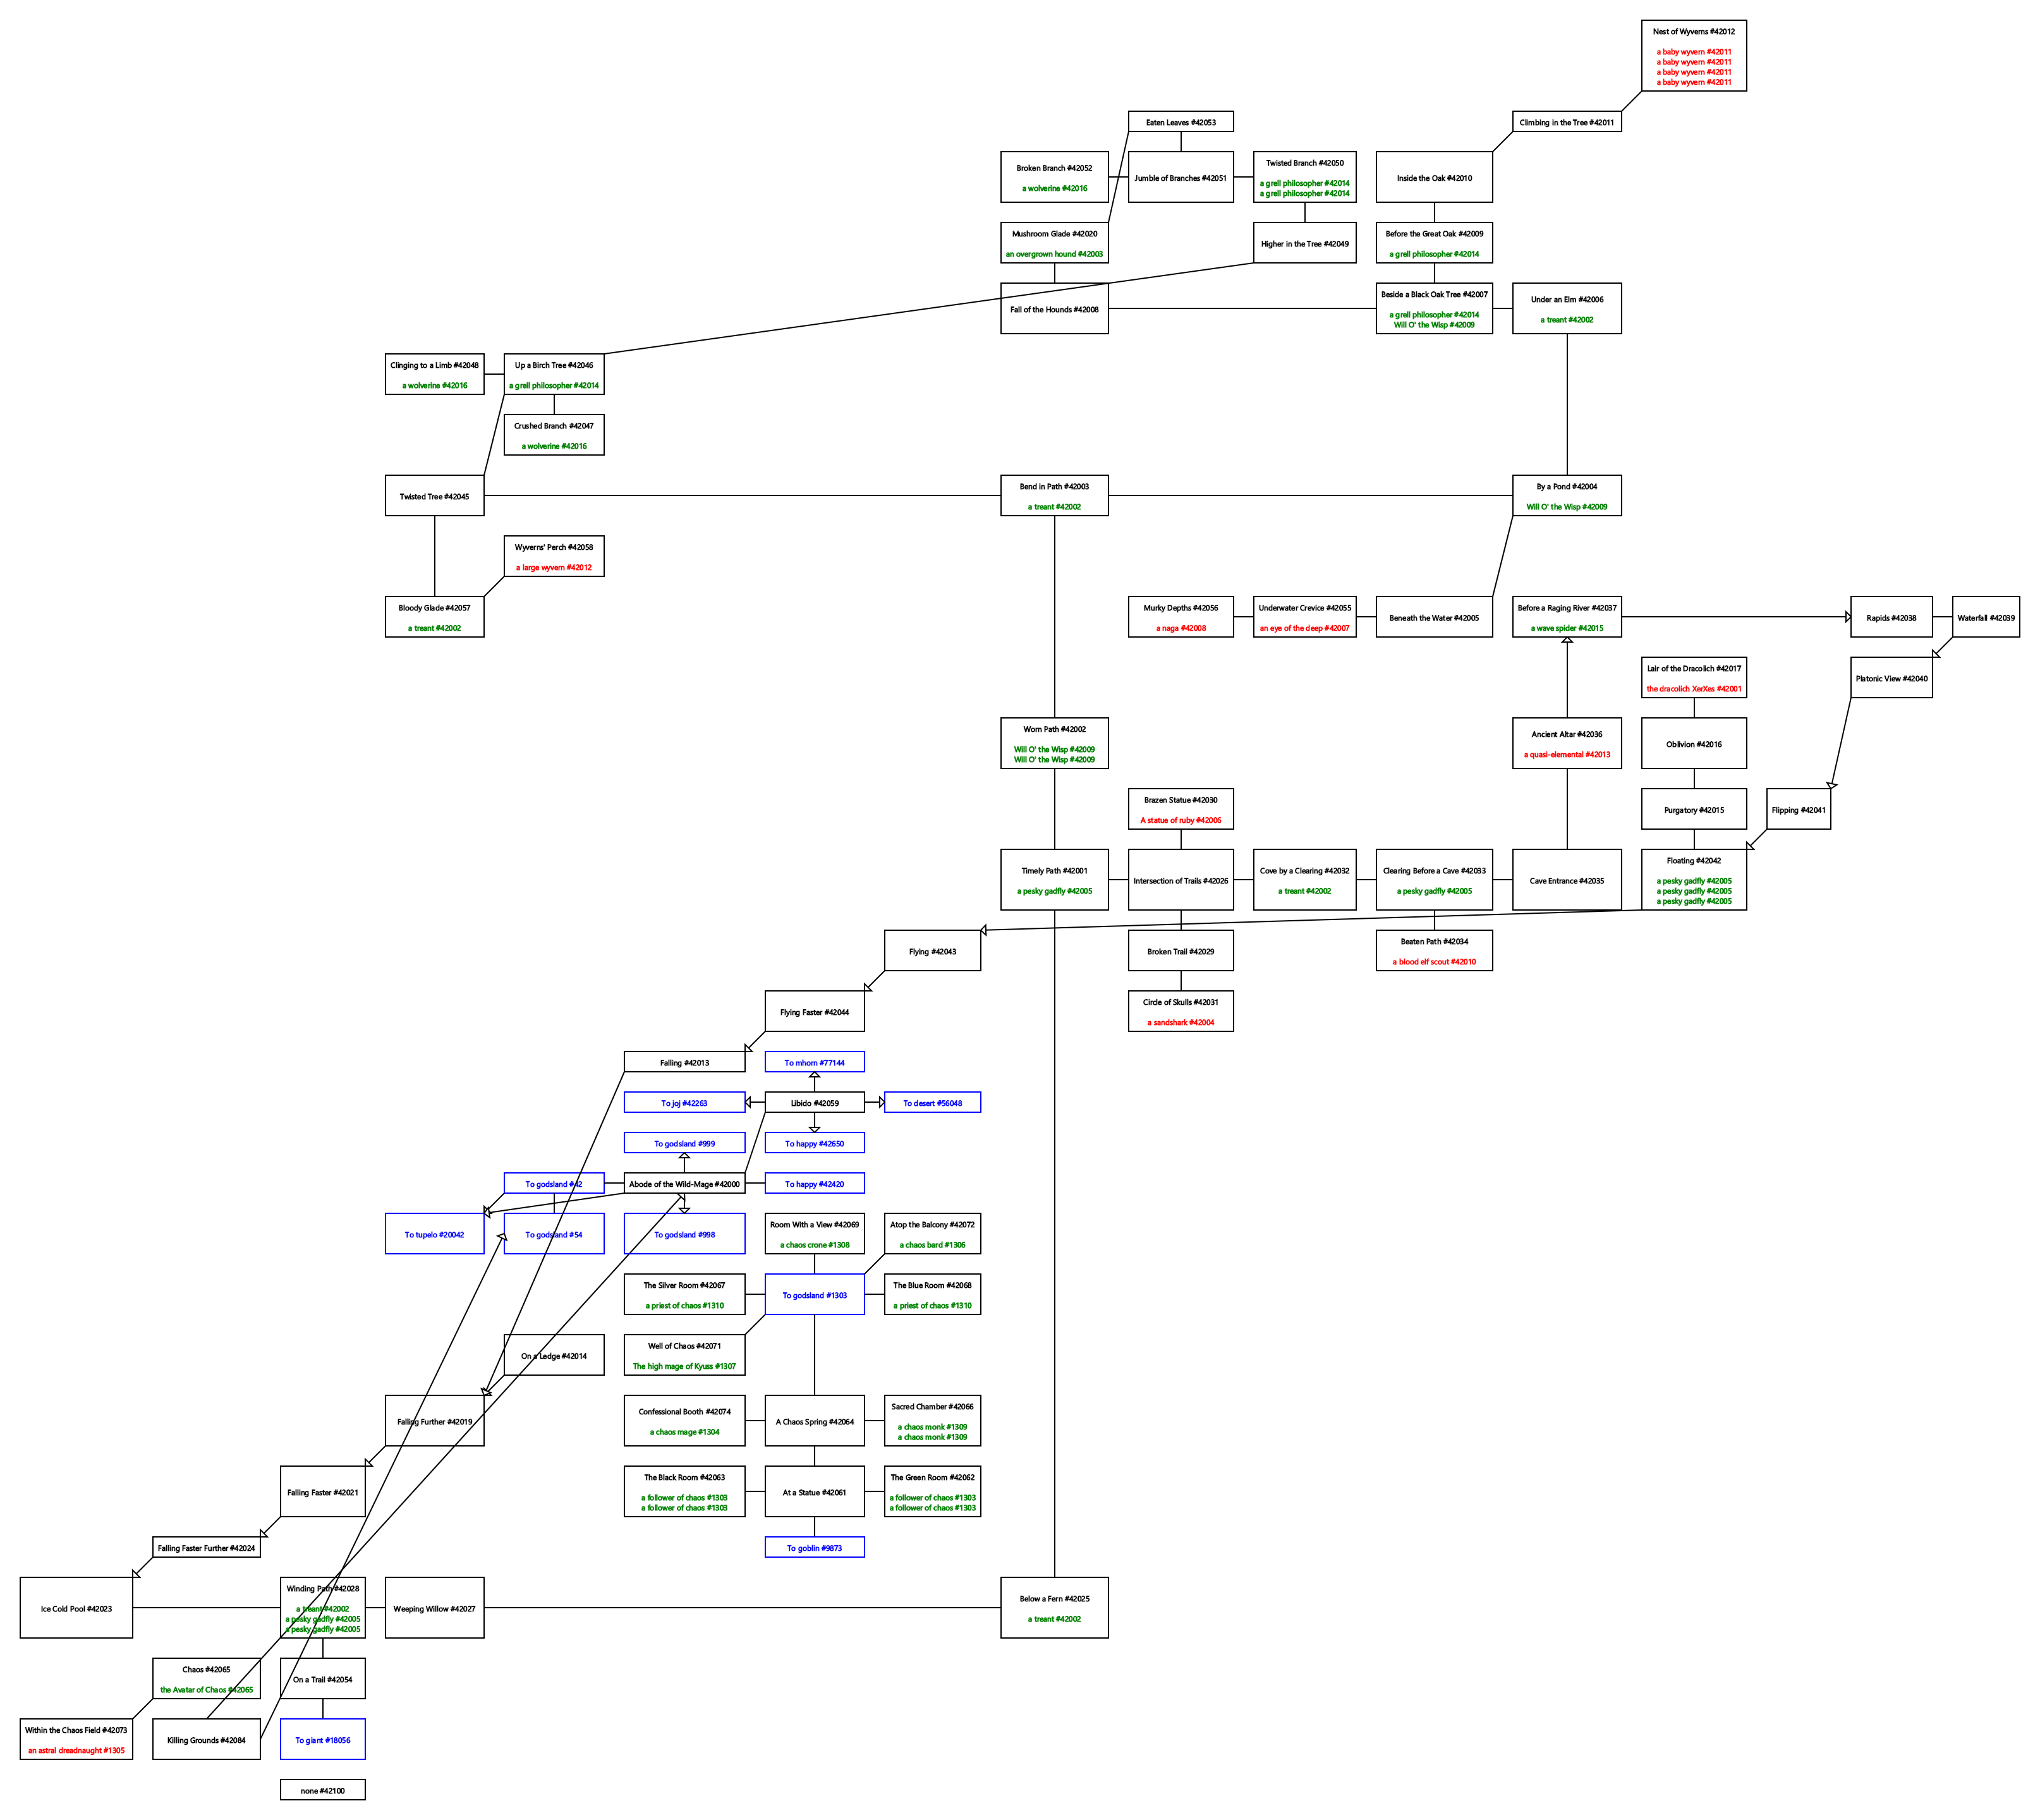 Nest of Wyverns #42012
a baby wyvern #42011
a baby wyvern #42011
a baby wyvern #42011
a baby wyvern #42011
Eaten Leaves #42053
Climbing in the Tree #42011
Broken Branch #42052
a wolverine #42016
Jumble of Branches #42051
Twisted Branch #42050
a grell philosopher #42014
a grell philosopher #42014
Inside the Oak #42010
Mushroom Glade #42020
an overgrown hound #42003
Higher in the Tree #42049
Before the Great Oak #42009
a grell philosopher #42014
Fall of the Hounds #42008
Beside a Black Oak Tree #42007
a grell philosopher #42014
Will O' the Wisp #42009
Under an Elm #42006
a treant #42002
Clinging to a Limb #42048
a wolverine #42016
Up a Birch Tree #42046
a grell philosopher #42014
Crushed Branch #42047
a wolverine #42016
Twisted Tree #42045
Bend in Path #42003
a treant #42002
By a Pond #42004
Will O' the Wisp #42009
Wyverns' Perch #42058
a large wyvern #42012
Bloody Glade #42057
a treant #42002
Murky Depths #42056
a naga #42008
Underwater Crevice #42055
an eye of the deep #42007
Beneath the Water #42005
Before a Raging River #42037
a wave spider #42015
Rapids #42038
Waterfall #42039
Lair of the Dracolich #42017
the dracolich XerXes #42001
Platonic View #42040
Worn Path #42002
Will O' the Wisp #42009
Will O' the Wisp #42009
Ancient Altar #42036
a quasi-elemental #42013
Oblivion #42016
Brazen Statue #42030
A statue of ruby #42006
Purgatory #42015
Flipping #42041
Timely Path #42001
a pesky gadfly #42005
Intersection of Trails #42026
Cove by a Clearing #42032
a treant #42002
Clearing Before a Cave #42033
a pesky gadfly #42005
Cave Entrance #42035
Floating #42042
a pesky gadfly #42005
a pesky gadfly #42005
a pesky gadfly #42005
Flying #42043
Broken Trail #42029
Beaten Path #42034
a blood elf scout #42010
Flying Faster #42044
Circle of Skulls #42031
a sandshark #42004
Falling #42013
To mhorn #77144
To joj #42263
Libido #42059
To desert #56048
To godsland #999
To happy #42650
To godsland #42
Abode of the Wild-Mage #42000
To happy #42420
To tupelo #20042
To godsland #54
To godsland #998
Room With a View #42069
a chaos crone #1308
Atop the Balcony #42072
a chaos bard #1306
The Silver Room #42067
a priest of chaos #1310
To godsland #1303
The Blue Room #42068
a priest of chaos #1310
On a Ledge #42014
Well of Chaos #42071
The high mage of Kyuss #1307
Falling Further #42019
Confessional Booth #42074
a chaos mage #1304
A Chaos Spring #42064
Sacred Chamber #42066
a chaos monk #1309
a chaos monk #1309
Falling Faster #42021
The Black Room #42063
a follower of chaos #1303
a follower of chaos #1303
At a Statue #42061
The Green Room #42062
a follower of chaos #1303
a follower of chaos #1303
Falling Faster Further #42024
To goblin #9873
Ice Cold Pool #42023
Winding Path #42028
a treant #42002
a pesky gadfly #42005
a pesky gadfly #42005
Weeping Willow #42027
Below a Fern #42025
a treant #42002
Chaos #42065
the Avatar of Chaos #42065
On a Trail #42054
Within the Chaos Field #42073
an astral dreadnaught #1305
Killing Grounds #42084
To giant #18056
none #42100